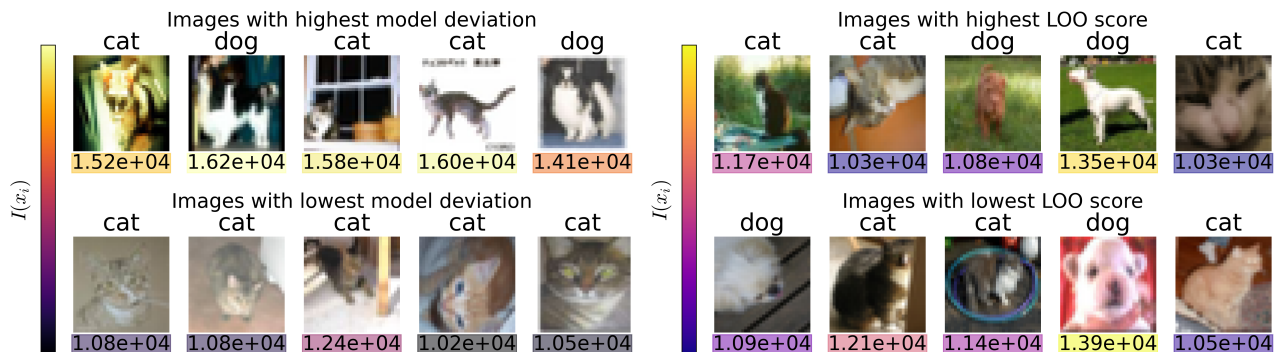 Images with highest model deviation
cat dog cat cat dog
1.52e+04 1.62e+04 1.58e+04 1.60e+04 1.41e+04
Images with lowest model deviation
cat cat cat cat cat
1.08e+04 1.08e+04 1.24e+04 1.02e+04 1.05e+04
I(x_i)
Images with highest LOO score
cat cat dog dog cat
1.17e+04 1.03e+04 1.08e+04 1.35e+04 1.03e+04
Images with lowest LOO score
dog cat cat dog cat
1.09e+04 1.21e+04 1.14e+04 1.39e+04 1.05e+04
I(x_i)